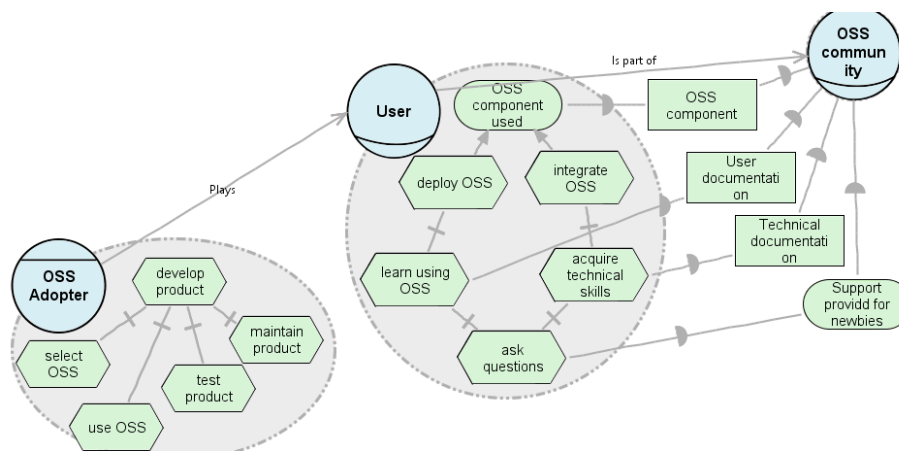 OSS
commun
ity
Is part of
User
OSS
component
used
OSS
component
deploy OSS
integrate
OSS
User
documentati
on
Plays
Technical
documentati
on
OSS
Adopter
develop
product
learn using
OSS
acquire
technical
skills
Support
providd for
newbies
maintain
product
select
OSS
test
product
ask
questions
use OSS